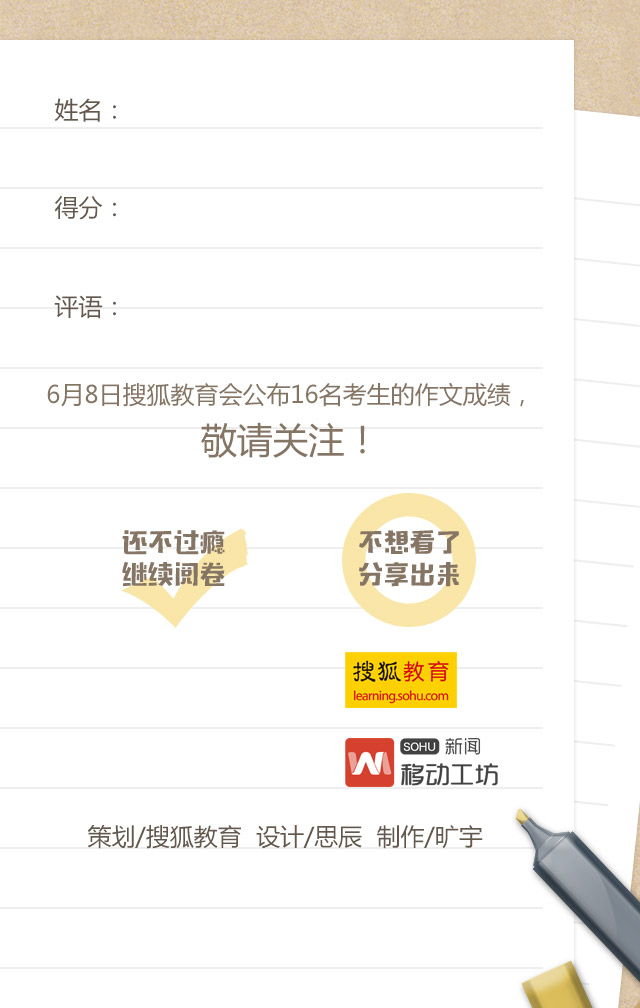 姓名：
得分：
评语：
6月8日搜狐教育会公布16名考生的作文成绩，
敬请关注！
还不过瘾
继续阅卷
不想看了
分享出来
搜狐教育
learning.sohu.com
SOHU 新闻
移动工坊
策划/搜狐教育 设计/思辰 制作/旷宇